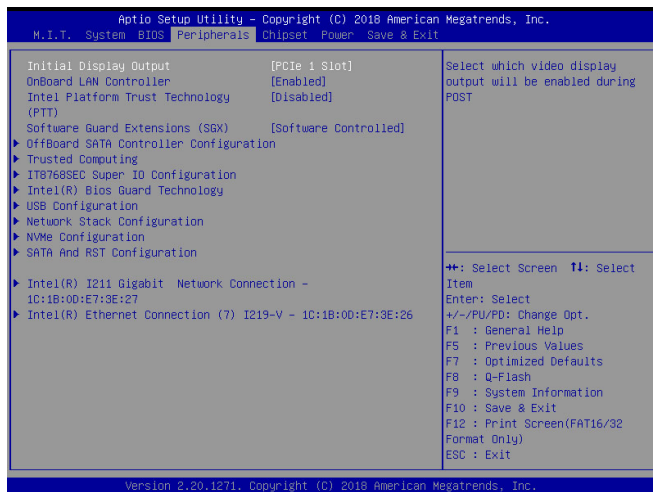 Aptio Setup Utility – Copyright (C) 2018 American Megatrends, Inc.
M.I.T. System BIOS Peripherals Chipset Power Save & Exit
Initial Display Output [PCIe 1 Slot]
OnBoard LAN Controller [Enabled]
Intel Platform Trust Technology [Disabled]
(PTT)
Software Guard Extensions (SGX) [Software Controlled]
OffBoard SATA Controller Configuration
Trusted Computing
IT8768SEC Super IO Configuration
Intel(R) Bios Guard Technology
USB Configuration
Network Stack Configuration
NVMe Configuration
SATA And RST Configuration
Intel(R) I211 Gigabit Network Connection –
1C:1B:0D:E7:3E:27
Intel(R) Ethernet Connection (7) I219-V – 1C:1B:0D:E7:3E:26
Select which video display
output will be enabled during
POST
→←: Select Screen ↑↓: Select
Item
Enter: Select
+/-/PU/PD: Change Opt.
F1 : General Help
F5 : Previous Values
F7 : Optimized Defaults
F8 : Q-Flash
F9 : System Information
F10 : Save & Exit
F12 : Print Screen(FAT16/32
Format Only)
ESC : Exit
Version 2.20.1271. Copyright (C) 2018 American Megatrends, Inc.